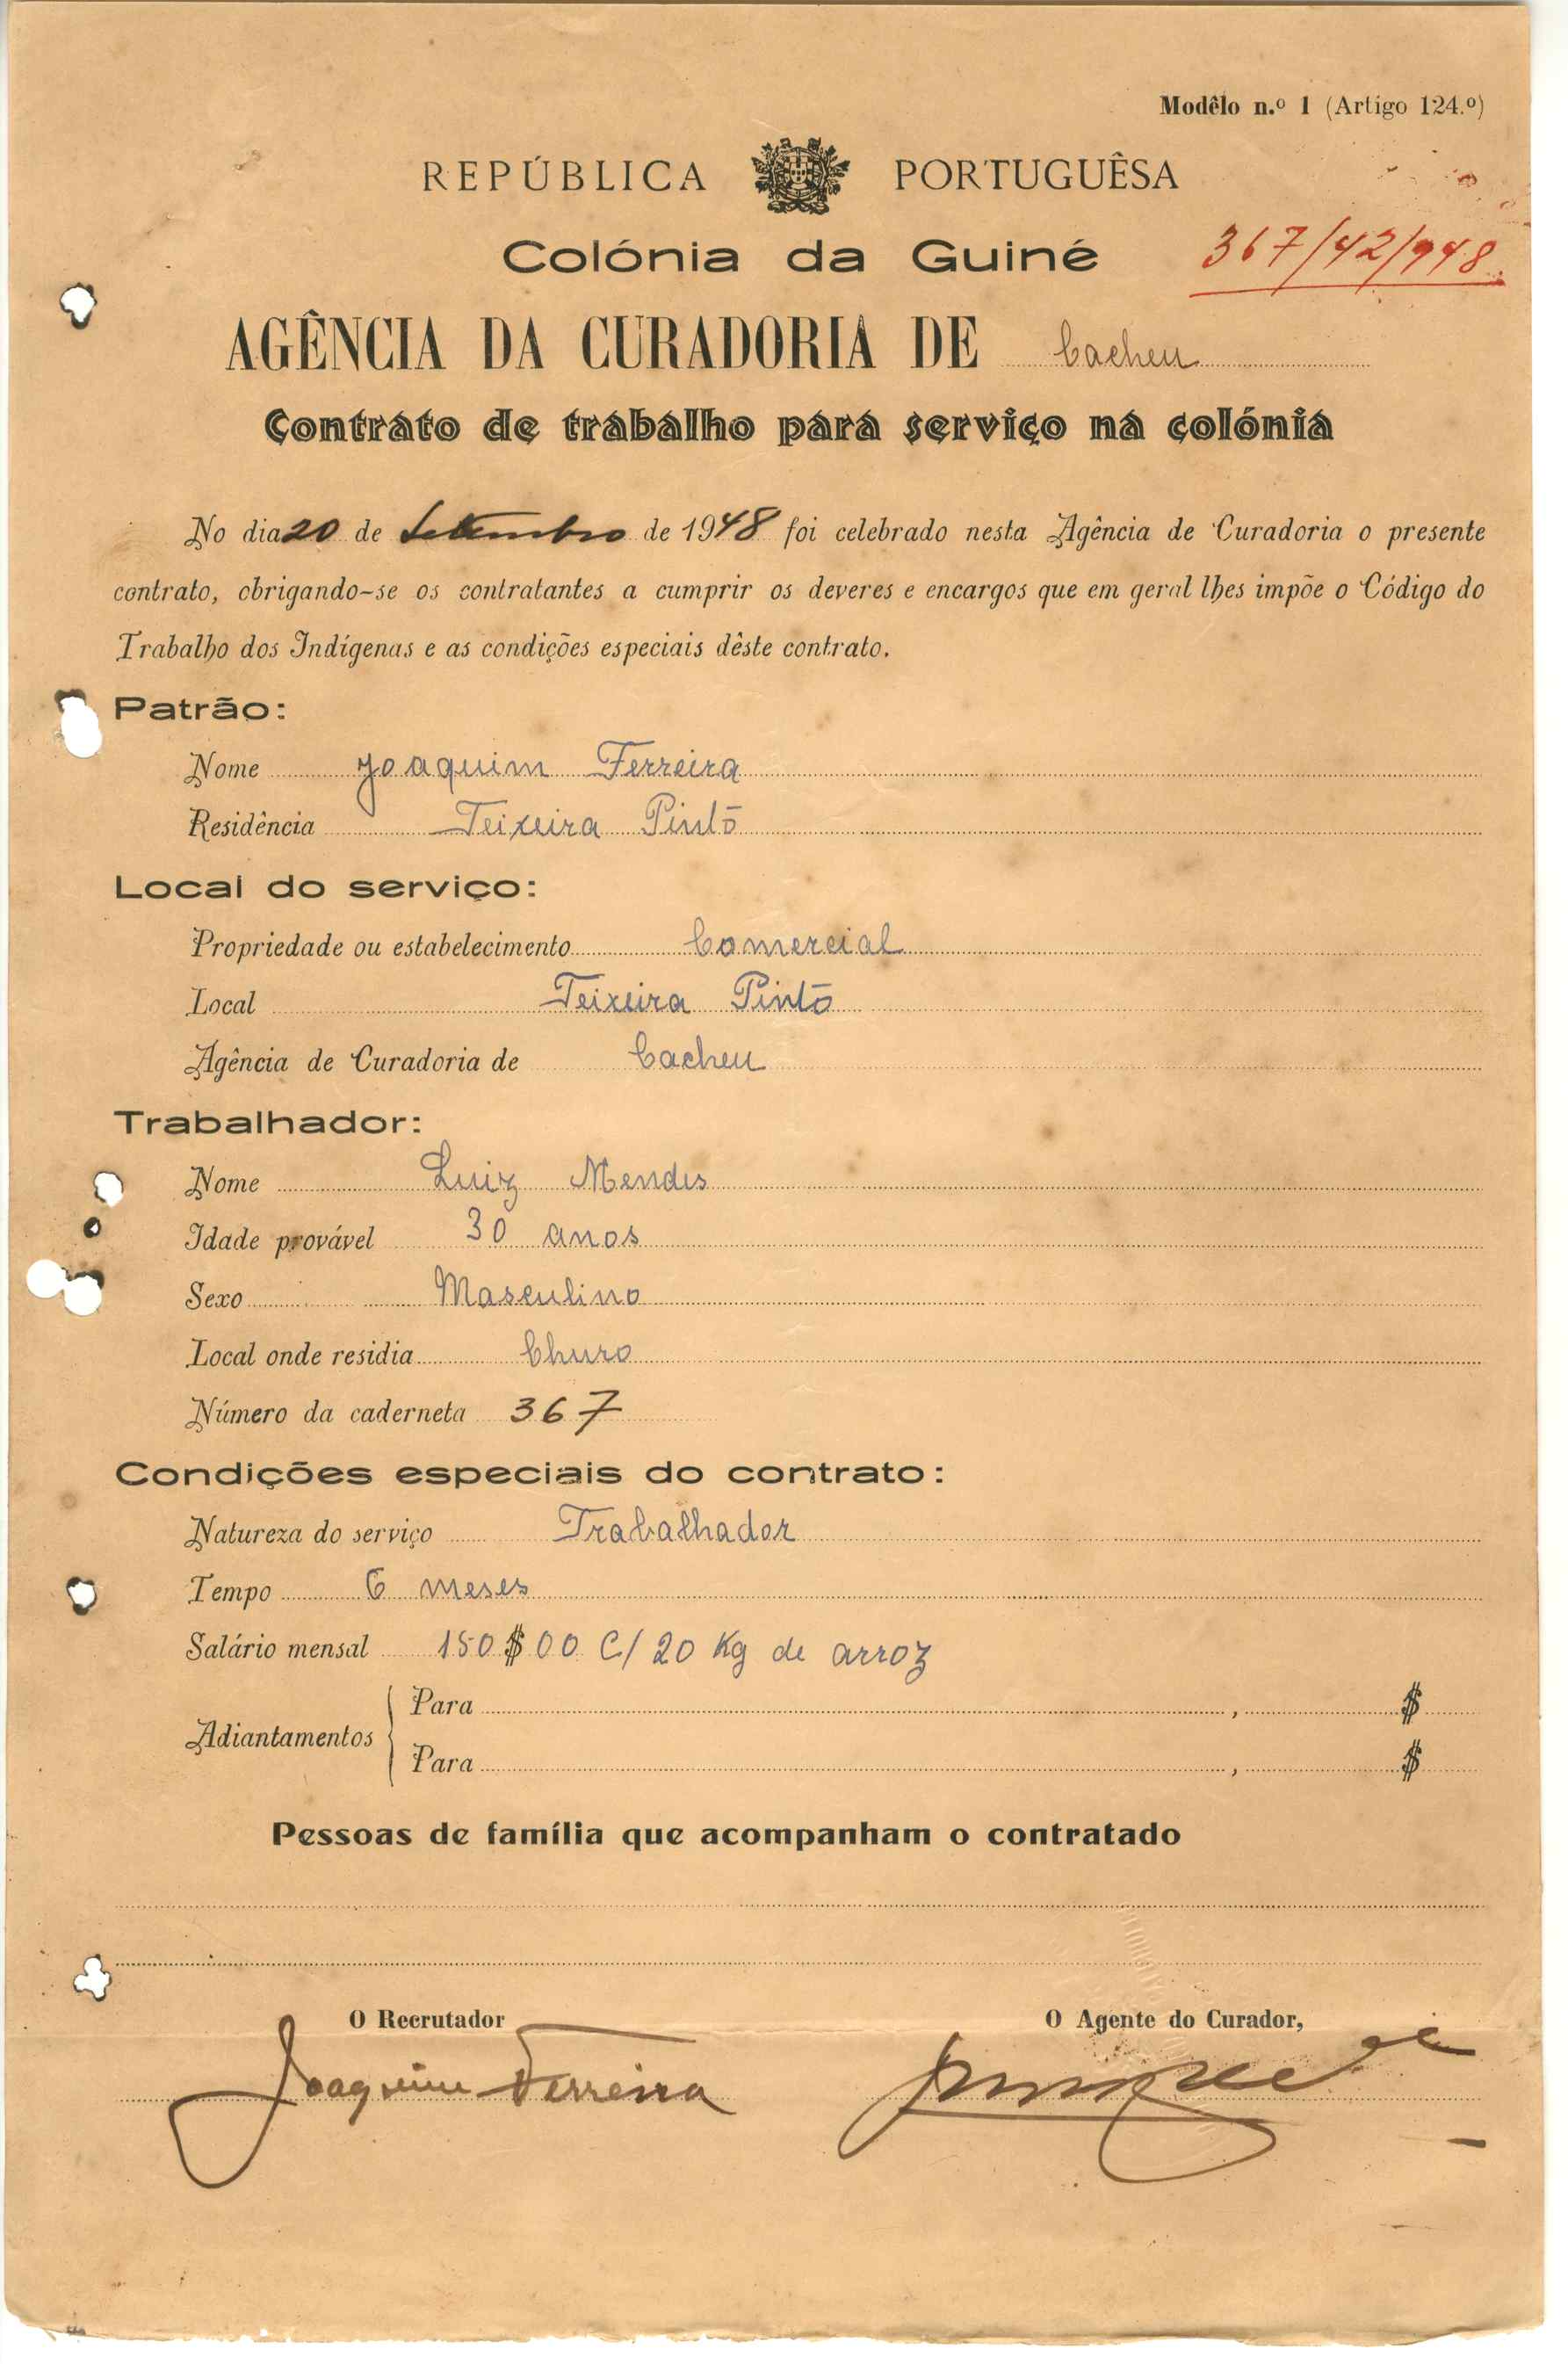 Modêlo n.º 1 (Artigo 124.º)
REPÚBLICA PORTUGUÊSA
Colónia da Guiné
367/42/948
AGÊNCIA DA CURADORIA DE Cacheu
Contrato de trabalho para serviço na colónia
No dia 20 de Setembro de 1948 foi celebrado nesta Agência de Curadoria o presente
contrato, obrigando-se os contratantes a cumprir os deveres e encargos que em geral lhes impõe o Código do
Trabalho dos Indígenas e as condições especiais dêste contrato.
Patrão:
Nome Joaquim Ferreira
Residência Teixeira Pinto
Local do serviço:
Propriedade ou estabelecimento Comercial
Local Teixeira Pinto
Agência de Curadoria de Cacheu
Trabalhador:
Nome Luiz Mendes
Idade provável 30 anos
Sexo Masculino
Local onde residia Churo
Número da caderneta 367
Condições especiais do contrato:
Natureza do serviço Trabalhador
Tempo 6 meses
Salário mensal 150$00 C/ 20 Kg de arroz
Adiantamentos
Para , $
Para , $
Pessoas de família que acompanham o contratado
O Recrutador
O Agente do Curador,
Joaquim Ferreira